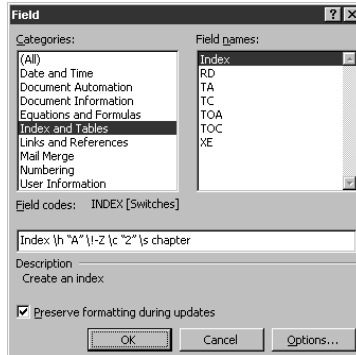 Field
Categories:
(All)
Date and Time
Document Automation
Document Information
Equations and Formulas
Index and Tables
Links and References
Mail Merge
Numbering
User Information
Field names:
Index
RD
TA
TC
TOA
TOC
XE
Field codes: INDEX [Switches]
Index \h “A” \!-Z \c “2” \s chapter
Description
Create an index
Preserve formatting during updates
OK
Cancel
Options...